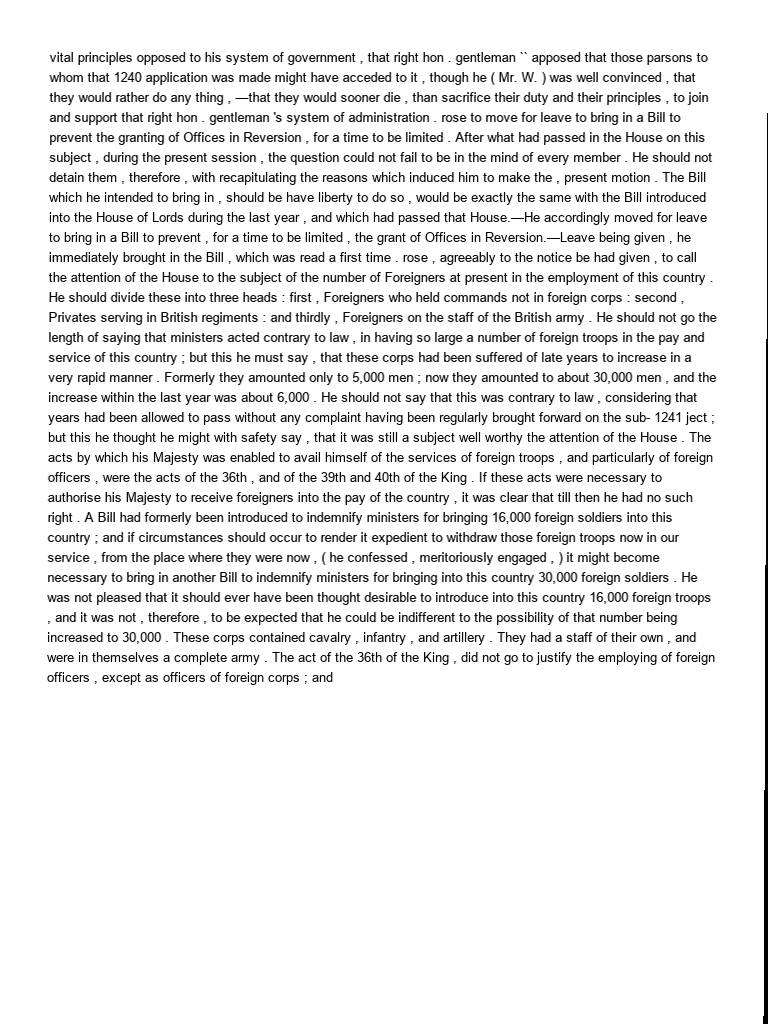 vital principles opposed to his system of government , that right hon . gentleman `` apposed that those parsons to
whom that 1240 application was made might have acceded to it , though he ( Mr. W. ) was well convinced , that
they would rather do any thing , —that they would sooner die , than sacrifice their duty and their principles , to join
and support that right hon . gentleman 's system of administration . rose to move for leave to bring in a Bill to
prevent the granting of Offices in Reversion , for a time to be limited . After what had passed in the House on this
subject , during the present session , the question could not fail to be in the mind of every member . He should not
detain them , therefore , with recapitulating the reasons which induced him to make the , present motion . The Bill
which he intended to bring in , should be have liberty to do so , would be exactly the same with the Bill introduced
into the House of Lords during the last year , and which had passed that House.—He accordingly moved for leave
to bring in a Bill to prevent , for a time to be limited , the grant of Offices in Reversion.—Leave being given , he
immediately brought in the Bill , which was read a first time . rose , agreeably to the notice be had given , to call
the attention of the House to the subject of the number of Foreigners at present in the employment of this country .
He should divide these into three heads : first , Foreigners who held commands not in foreign corps : second ,
Privates serving in British regiments : and thirdly , Foreigners on the staff of the British army . He should not go the
length of saying that ministers acted contrary to law , in having so large a number of foreign troops in the pay and
service of this country ; but this he must say , that these corps had been suffered of late years to increase in a
very rapid manner . Formerly they amounted only to 5,000 men ; now they amounted to about 30,000 men , and the
increase within the last year was about 6,000 . He should not say that this was contrary to law , considering that
years had been allowed to pass without any complaint having been regularly brought forward on the sub- 1241 ject ;
but this he thought he might with safety say , that it was still a subject well worthy the attention of the House . The
acts by which his Majesty was enabled to avail himself of the services of foreign troops , and particularly of foreign
officers , were the acts of the 36th , and of the 39th and 40th of the King . If these acts were necessary to
authorise his Majesty to receive foreigners into the pay of the country , it was clear that till then he had no such
right . A Bill had formerly been introduced to indemnify ministers for bringing 16,000 foreign soldiers into this
country ; and if circumstances should occur to render it expedient to withdraw those foreign troops now in our
service , from the place where they were now , ( he confessed , meritoriously engaged , ) it might become
necessary to bring in another Bill to indemnify ministers for bringing into this country 30,000 foreign soldiers . He
was not pleased that it should ever have been thought desirable to introduce into this country 16,000 foreign troops
, and it was not , therefore , to be expected that he could be indifferent to the possibility of that number being
increased to 30,000 . These corps contained cavalry , infantry , and artillery . They had a staff of their own , and
were in themselves a complete army . The act of the 36th of the King , did not go to justify the employing of foreign
officers , except as officers of foreign corps ; and